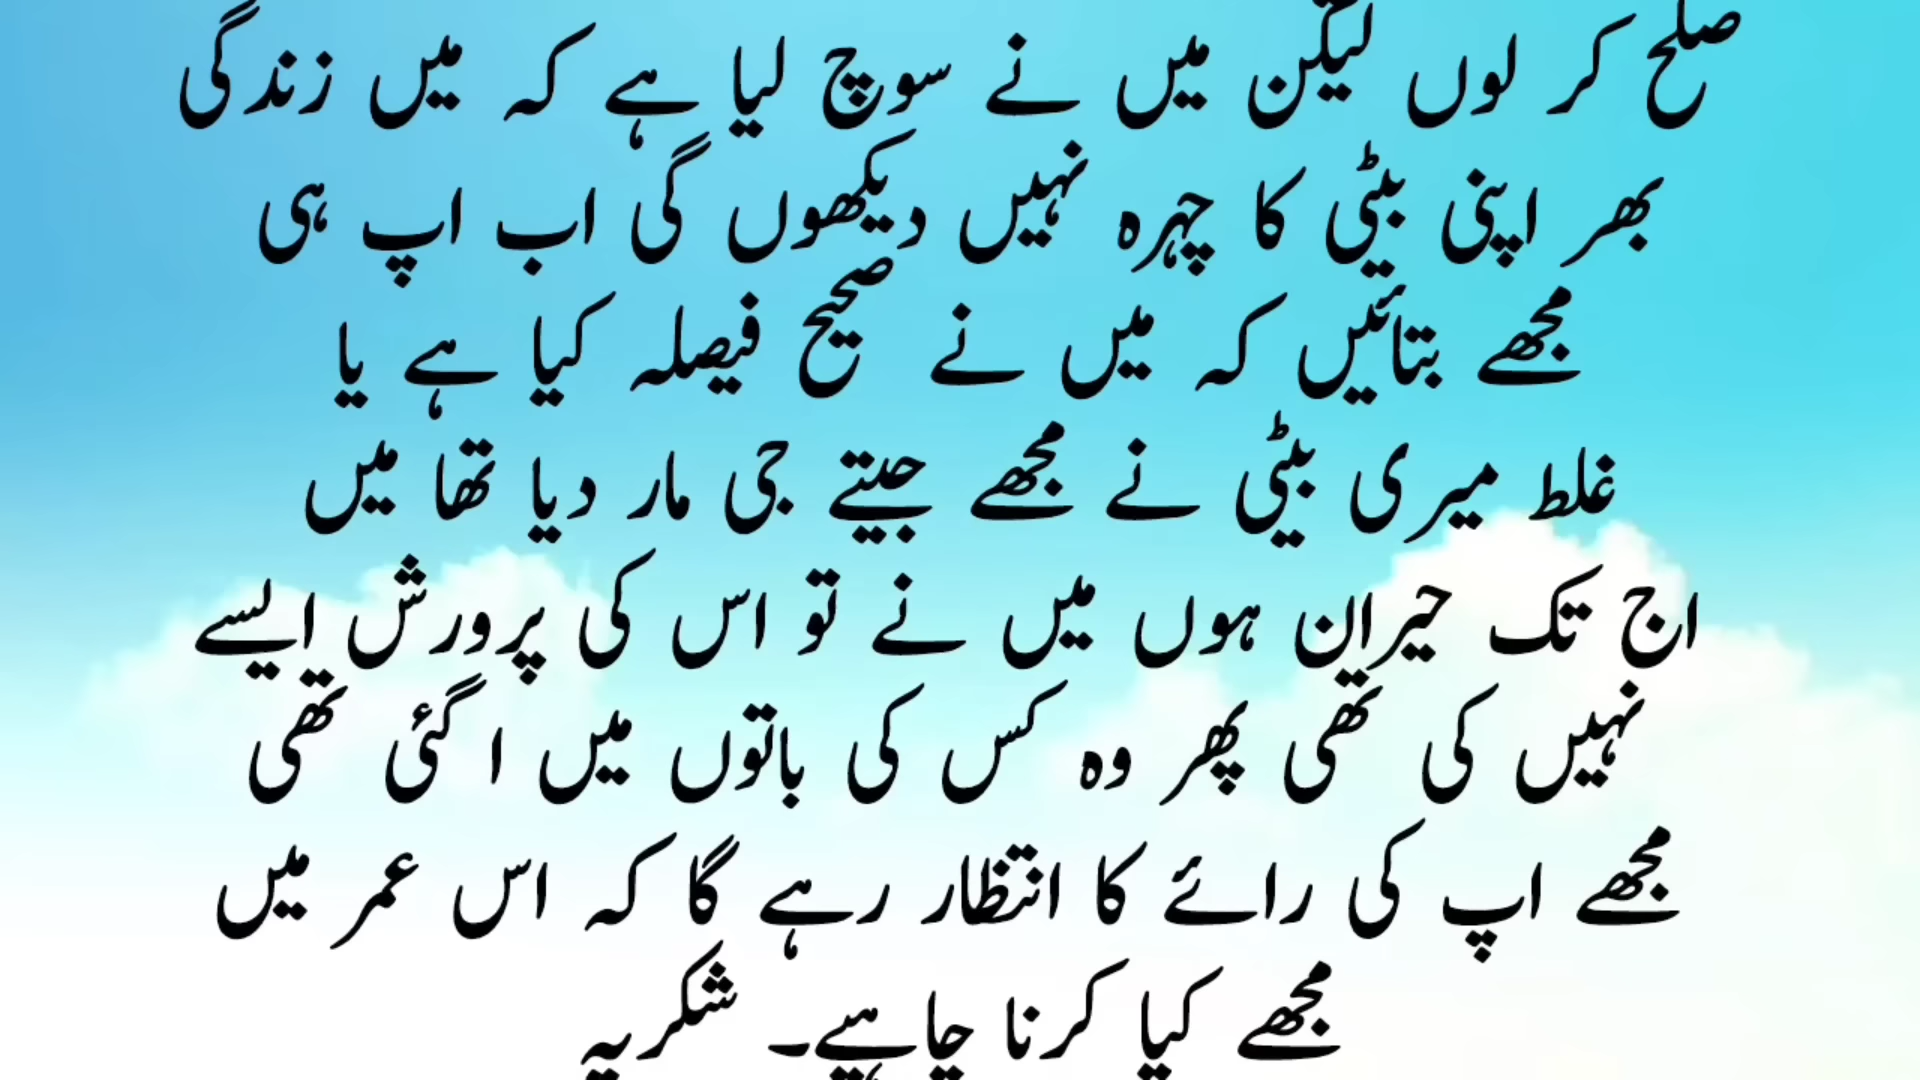 صلح کر لوں لیکن میں نے سوچ لیا ہے کہ میں زندگی
بھر اپنی بیٹی کا چہرہ نہیں دیکھوں گی اب اپ ہی
مجھے بتائیں کہ میں نے صحیح فیصلہ کیا ہے یا
غلط میری بیٹی نے مجھے جیتے جی مار دیا تھا میں
اج تک حیران ہوں میں نے تو اس کی پرورش ایسے
نہیں کی تھی پھر وہ کس کی باتوں میں ا گئی تھی
مجھے اپ کی رائے کا انتظار رہے گا کہ اس عمر میں
مجھے کیا کرنا چاہیے۔ شکریہ